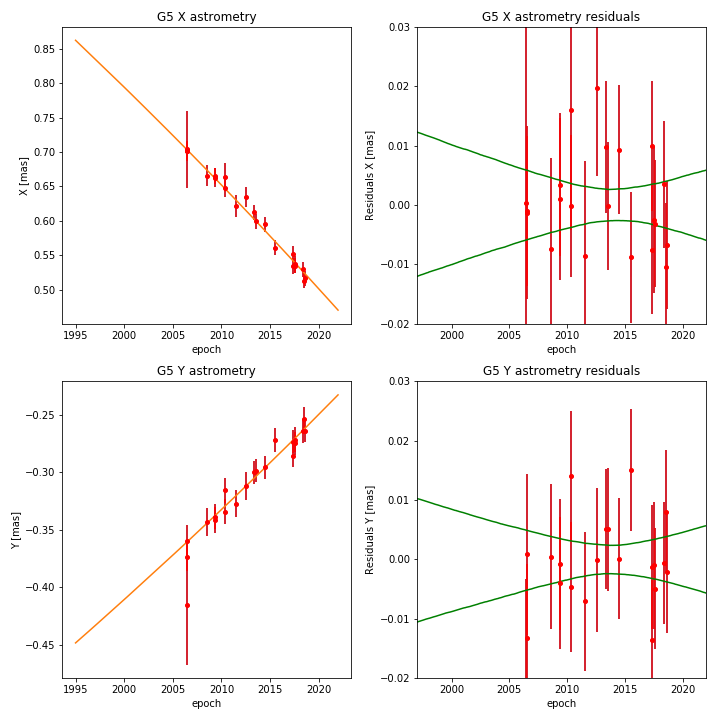 G5 X astrometry
X [mas]
0.85
0.80
0.75
0.70
0.65
0.60
0.55
0.50
1995 2000 2005 2010 2015 2020
epoch
G5 X astrometry residuals
Residuals X [mas]
0.03
0.02
0.01
0.00
−0.01
−0.02
2000 2005 2010 2015 2020
epoch
G5 Y astrometry
Y [mas]
−0.25
−0.30
−0.35
−0.40
−0.45
1995 2000 2005 2010 2015 2020
epoch
G5 Y astrometry residuals
Residuals Y [mas]
0.03
0.02
0.01
0.00
−0.01
−0.02
2000 2005 2010 2015 2020
epoch